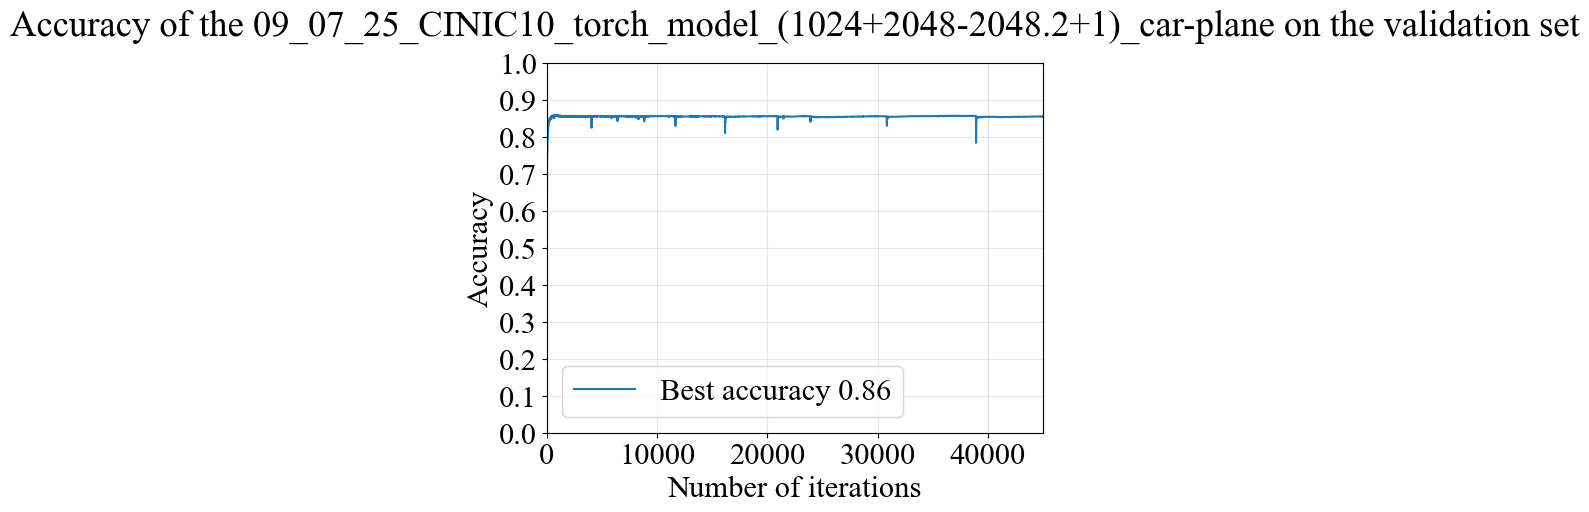 Accuracy of the 09_07_25_CINIC10_torch_model_(1024+2048-2048.2+1)_car-plane on the validation set
1.0
0.9
0.8
0.7
0.6
0.5
0.4
0.3
0.2
0.1
0.0
Accuracy
Best accuracy 0.86
0 10000 20000 30000 40000
Number of iterations